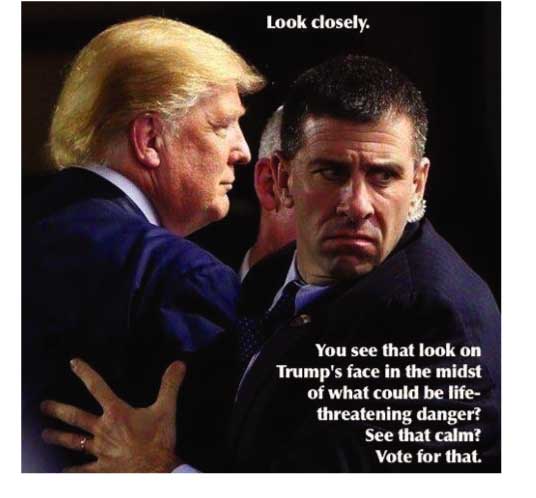 Look closely.
You see that look on
Trump's face in the midst
of what could be life-
threatening danger?
See that calm?
Vote for that.